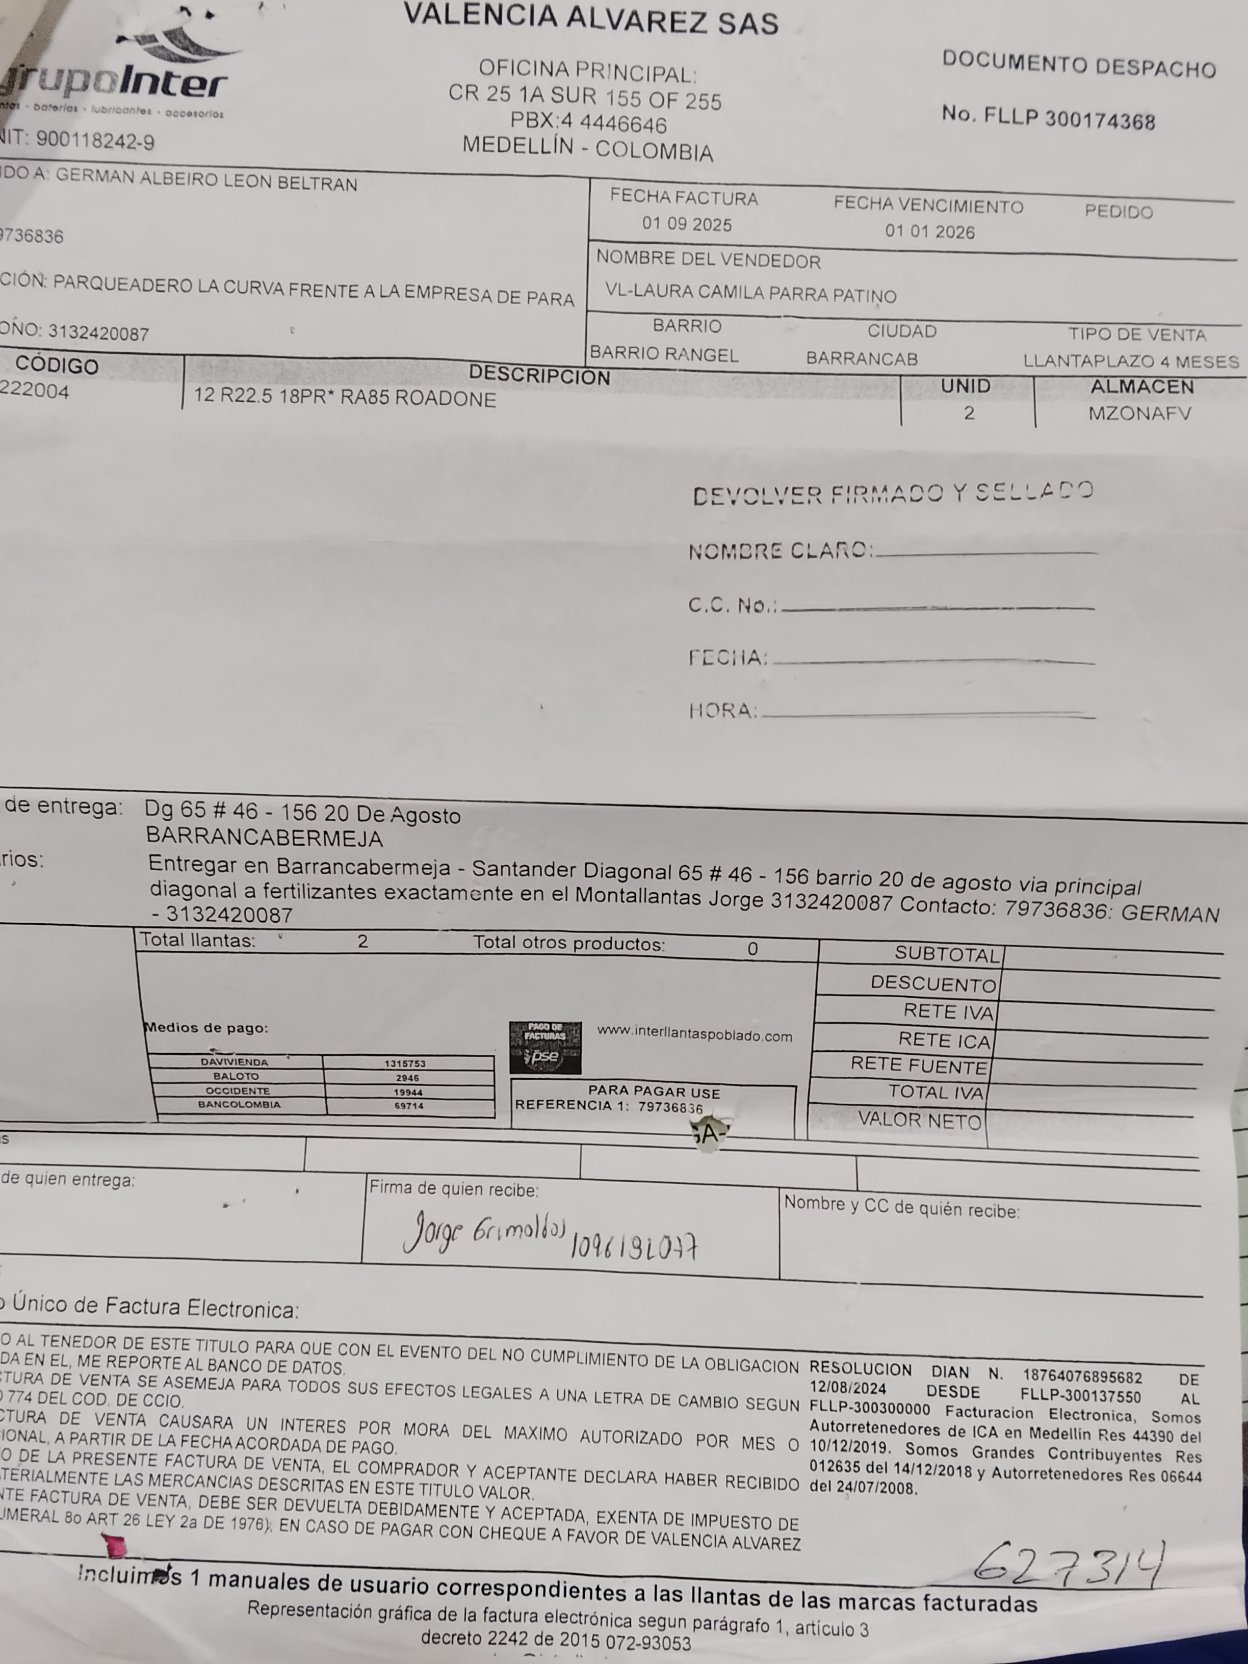 VALENCIA ALVAREZ SAS
grupoInter
baterias • lubricantes • accesorios
NIT: 900118242-9
OFICINA PRINCIPAL:
CR 25 1A SUR 155 OF 255
PBX:4 4446646
MEDELLÍN - COLOMBIA
DOCUMENTO DESPACHO
No. FLLP 300174368
DO A: GERMAN ALBEIRO LEON BELTRAN
9736836
CIÓN: PARQUEADERO LA CURVA FRENTE A LA EMPRESA DE PARA
ONO: 3132420087
FECHA FACTURA
01 09 2025
FECHA VENCIMIENTO
01 01 2026
PEDIDO
NOMBRE DEL VENDEDOR
VL-LAURA CAMILA PARRA PATINO
BARRIO
BARRIO RANGEL
CIUDAD
BARRANCAB
TIPO DE VENTA
LLANTAPLAZO 4 MESES
CÓDIGO DESCRIPCIÓN UNID ALMACEN
222004 12 R22.5 18PR* RA85 ROADONE 2 MZONAFV
DEVOLVER FIRMADO Y SELLADO
NOMBRE CLARO:
C.C. No.:
FECHA:
HORA:
de entrega: Dg 65 # 46 - 156 20 De Agosto
BARRANCABERMEJA
rios: Entregar en Barrancabermeja - Santander Diagonal 65 # 46 - 156 barrio 20 de agosto via principal
diagonal a fertilizantes exactamente en el Montallantas Jorge 3132420087 Contacto: 79736836: GERMAN
- 3132420087
Total llantas: 2 Total otros productos: 0
SUBTOTAL
DESCUENTO
RETE IVA
RETE ICA
RETE FUENTE
TOTAL IVA
VALOR NETO
Medios de pago:
DAVIVIENDA 1315753
BALOTO 2946
OCCIDENTE 19944
BANCOLOMBIA 69714
PAGO DE
FACTURAS
pse
www.interllantaspoblado.com
PARA PAGAR USE
REFERENCIA 1: 79736836
GA-
s
de quien entrega:
Firma de quien recibe:
Jorge Grimaldos 1096192077
Nombre y CC de quién recibe:
o Único de Factura Electronica:
O AL TENEDOR DE ESTE TITULO PARA QUE CON EL EVENTO DEL NO CUMPLIMIENTO DE LA OBLIGACION
DA EN EL, ME REPORTE AL BANCO DE DATOS.
CTURA DE VENTA SE ASEMEJA PARA TODOS SUS EFECTOS LEGALES A UNA LETRA DE CAMBIO SEGUN
O 774 DEL COD. DE CCIO.
CTURA DE VENTA CAUSARA UN INTERES POR MORA DEL MAXIMO AUTORIZADO POR MES O
IONAL, A PARTIR DE LA FECHA ACORDADA DE PAGO.
O DE LA PRESENTE FACTURA DE VENTA, EL COMPRADOR Y ACEPTANTE DECLARA HABER RECIBIDO
TERIALMENTE LAS MERCANCIAS DESCRITAS EN ESTE TITULO VALOR.
NTE FACTURA DE VENTA, DEBE SER DEVUELTA DEBIDAMENTE Y ACEPTADA, EXENTA DE IMPUESTO DE
UMERAL 8o ART 26 LEY 2a DE 1976), EN CASO DE PAGAR CON CHEQUE A FAVOR DE VALENCIA ALVAREZ
RESOLUCION DIAN N. 18764076895682 DE
12/08/2024 DESDE FLLP-300137550 AL
FLLP-300300000 Facturacion Electronica, Somos
Autorretenedores de ICA en Medellin Res 44390 del
10/12/2019. Somos Grandes Contribuyentes Res
012635 del 14/12/2018 y Autorretenedores Res 06644
del 24/07/2008.
627314
Incluimos 1 manuales de usuario correspondientes a las llantas de las marcas facturadas
Representación gráfica de la factura electrónica segun parágrafo 1, artículo 3
decreto 2242 de 2015 072-93053